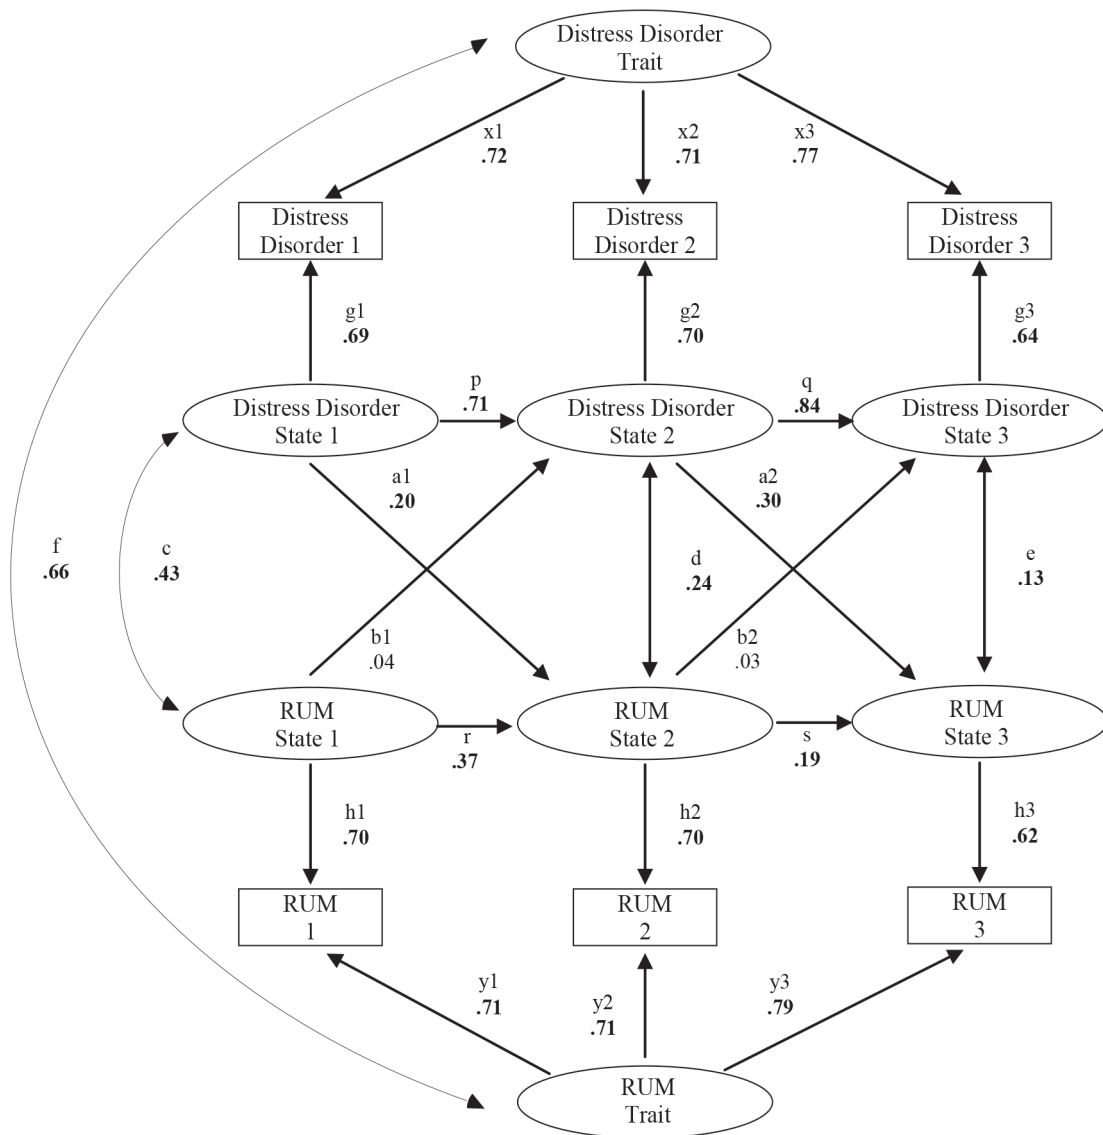 Distress Disorder
Trait
x1
.72
x2
.71
x3
.77
Distress
Disorder 1
Distress
Disorder 2
Distress
Disorder 3
g1
.69
g2
.70
g3
.64
p
.71
q
.84
Distress Disorder
State 1
Distress Disorder
State 2
Distress Disorder
State 3
a1
.20
a2
.30
f
.66
c
.43
d
.24
e
.13
b1
.04
b2
.03
RUM
State 1
RUM
State 2
RUM
State 3
r
.37
s
.19
h1
.70
h2
.70
h3
.62
RUM
1
RUM
2
RUM
3
y1
.71
y2
.71
y3
.79
RUM
Trait